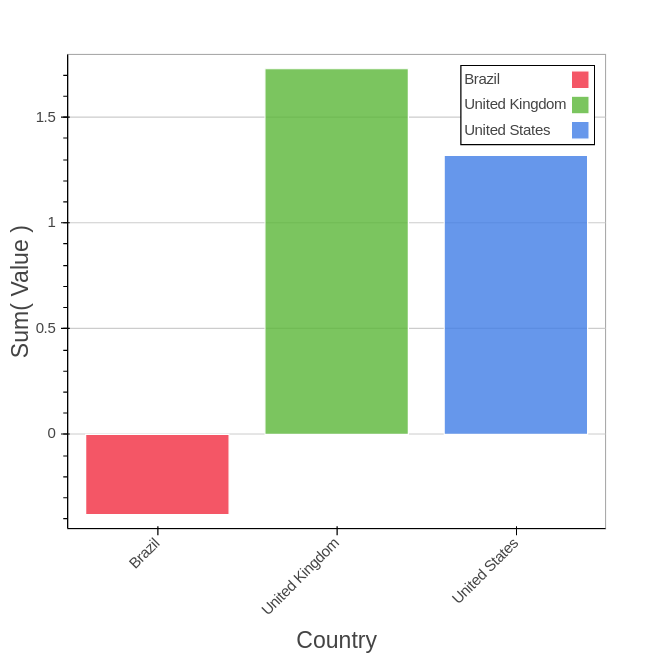 Brazil
United Kingdom
United States
1.5
1
0.5
0
Sum( Value )
Brazil
United Kingdom
United States
Country